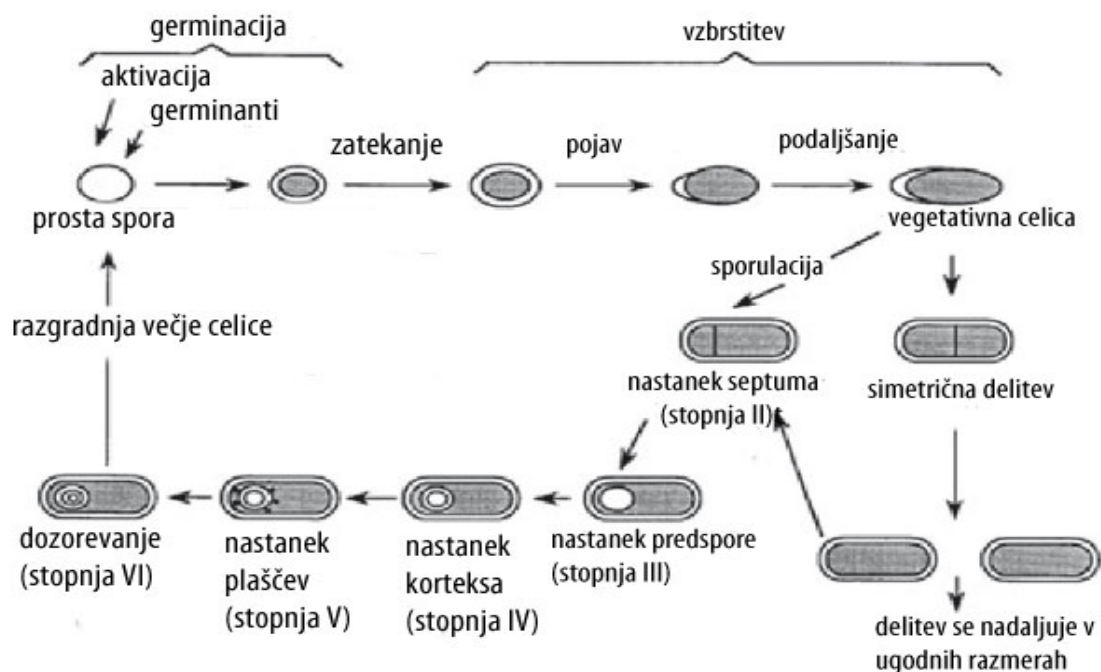 germinacija
vzbrstitev
aktivacija
germinanti
zatekanje
pojav
podaljšanje
prosta spora
vegetativna celica
sporulacija
razgradnja večje celice
nastanek septuma
(stopnja II)
simetrična delitev
dozorevanje
(stopnja VI)
nastanek
plaščev
(stopnja V)
nastanek
korteksa
(stopnja IV)
nastanek predspore
(stopnja III)
delitev se nadaljuje v
ugodnih razmerah